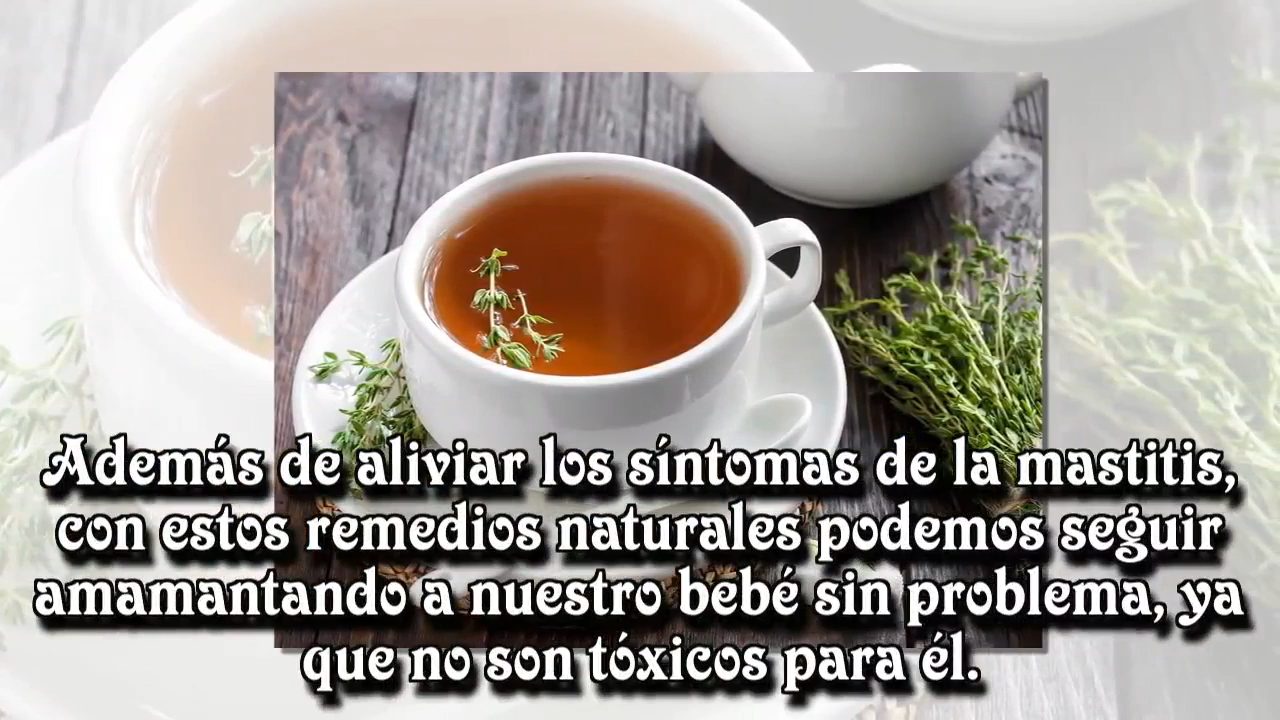 Además de aliviar los síntomas de la mastitis,
con estos remedios naturales podemos seguir
amamantando a nuestro bebé sin problema, ya
que no son tóxicos para él.